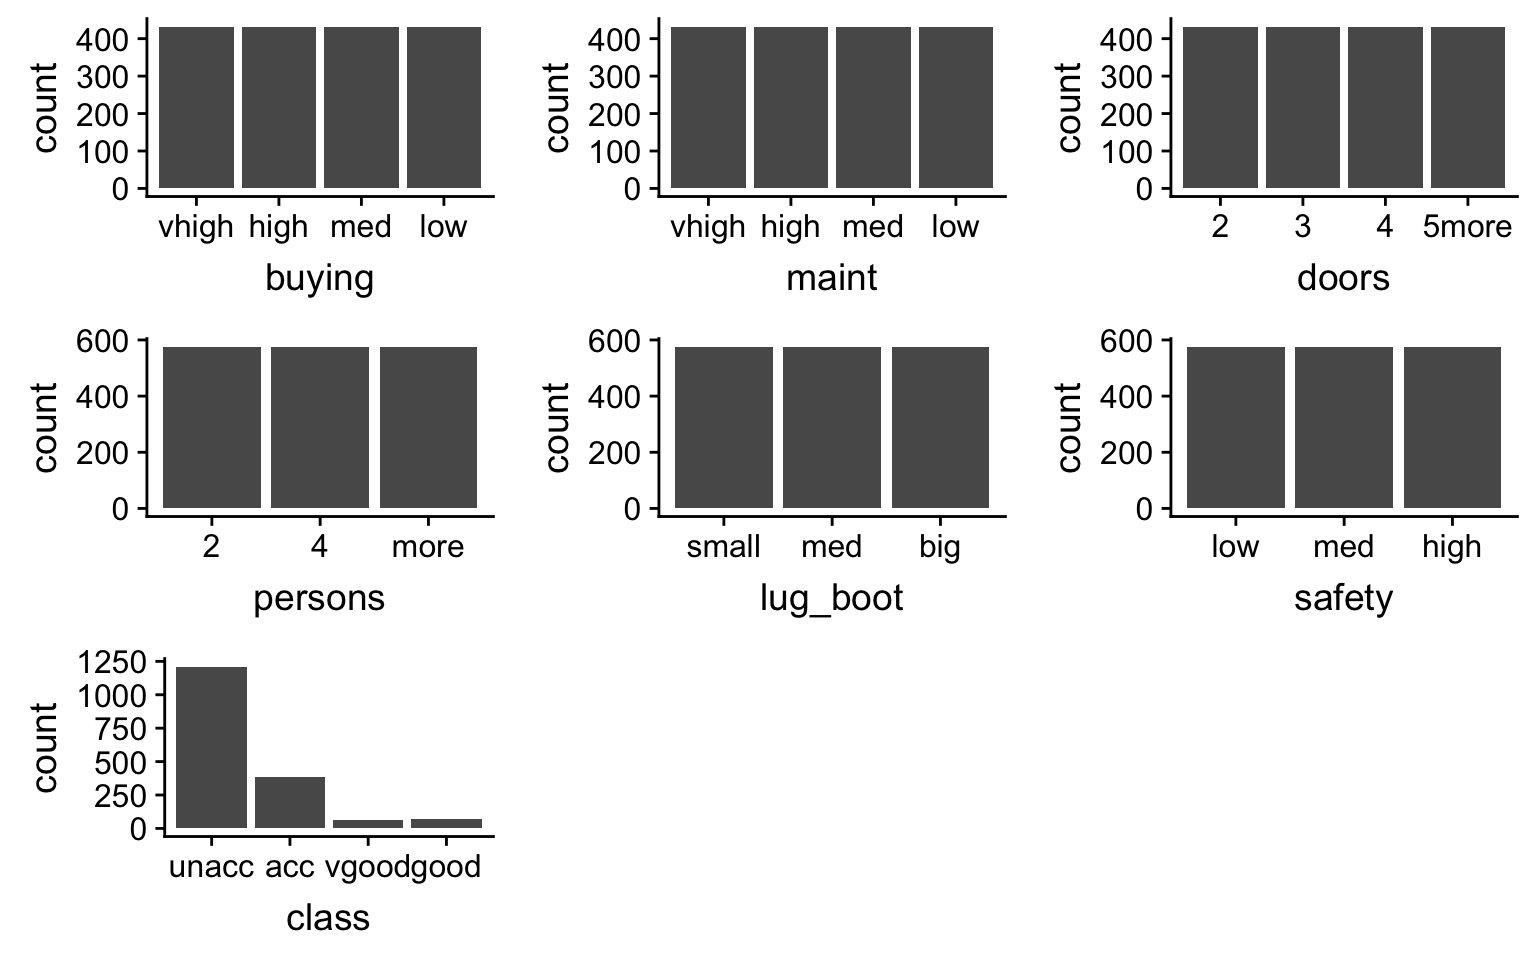 count
400
300
200
100
0
vhigh high med low
buying
count
400
300
200
100
0
vhigh high med low
maint
count
400
300
200
100
0
2 3 4 5more
doors
count
600
400
200
0
2 4 more
persons
count
600
400
200
0
small med big
lug_boot
count
600
400
200
0
low med high
safety
count
1250
1000
750
500
250
0
unacc acc vgood good
class